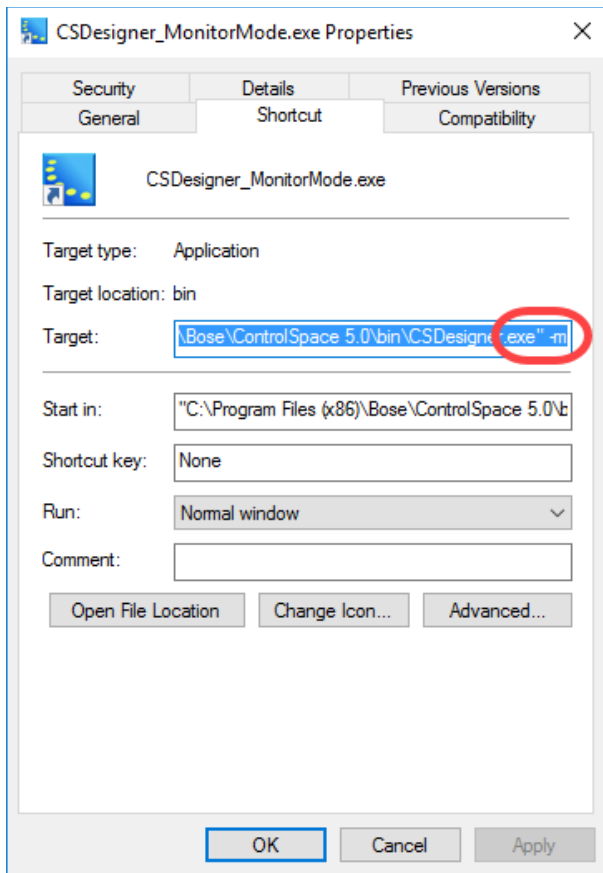 CSDesigner_MonitorMode.exe Properties
Security Details Previous Versions
General Shortcut Compatibility
CSDesigner_MonitorMode.exe
Target type: Application
Target location: bin
Target: \Bose\ControlSpace 5.0\bin\CSDesigner.exe" -m
Start in: "C:\Program Files (x86)\Bose\ControlSpace 5.0\b
Shortcut key: None
Run: Normal window
Comment:
Open File Location Change Icon... Advanced...
OK Cancel Apply